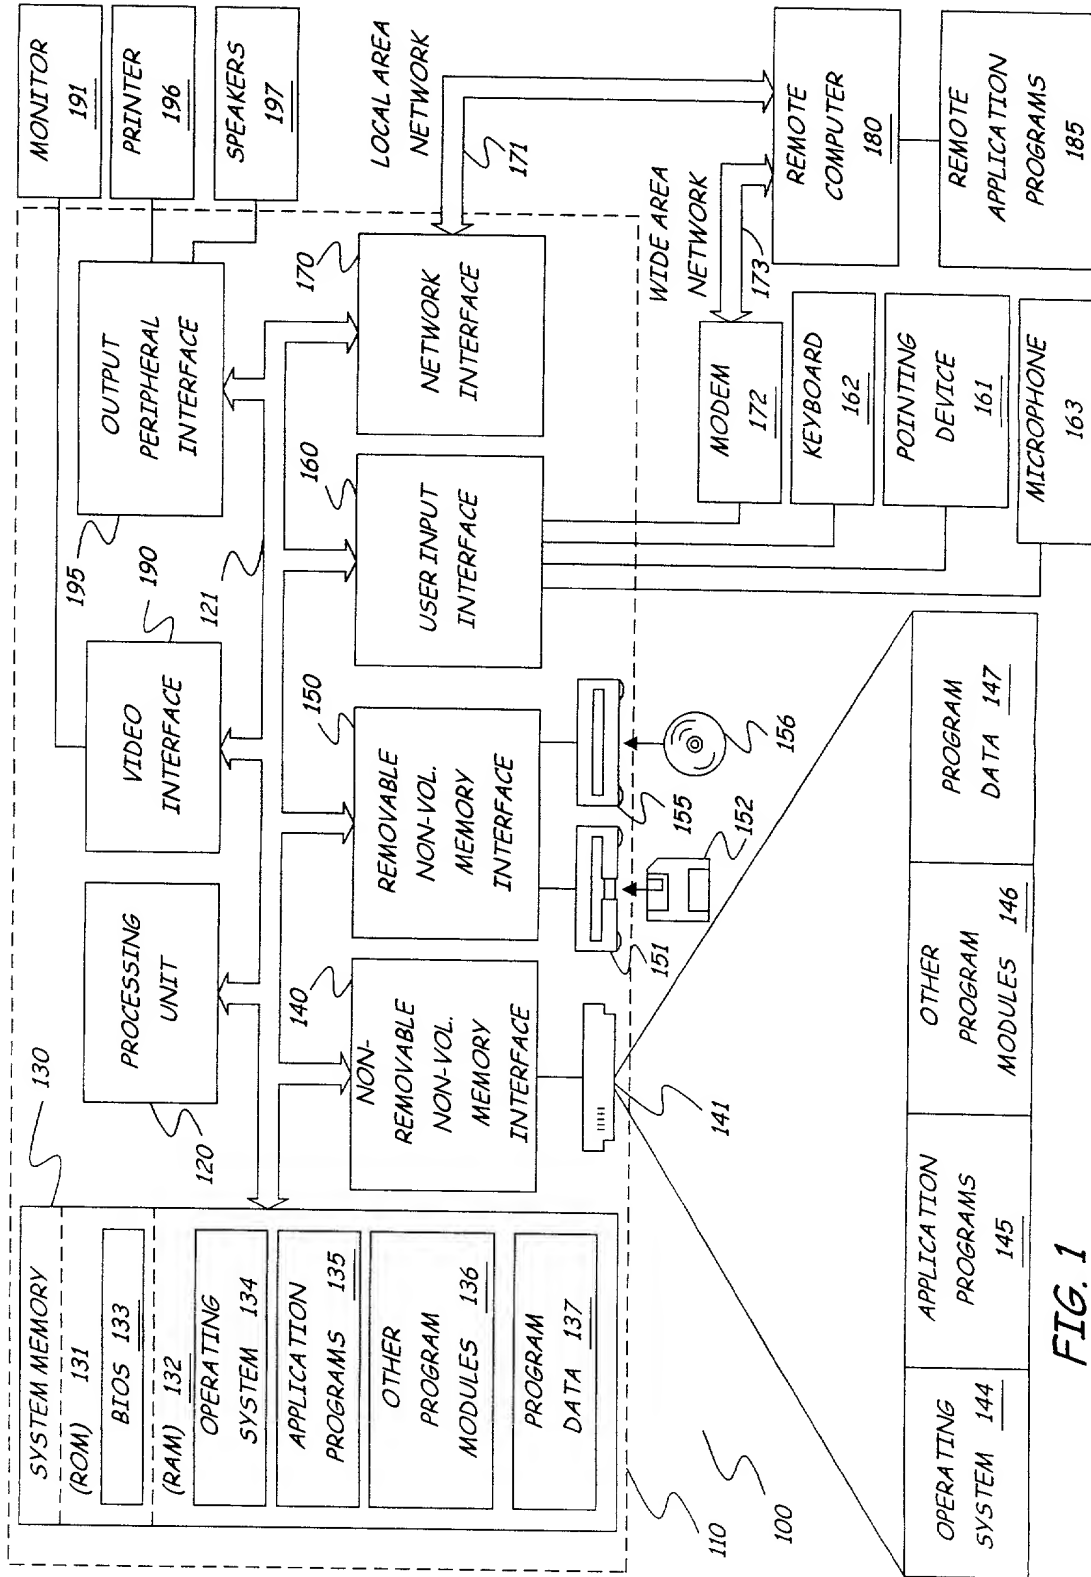 SYSTEM MEMORY
130
(ROM) 131
BIOS 133
(RAM) 132
OPERATING
SYSTEM 134
APPLICATION
PROGRAMS 135
OTHER
PROGRAM
MODULES 136
PROGRAM
DATA 137
PROCESSING
UNIT
120
VIDEO
INTERFACE
190
OUTPUT
PERIPHERAL
INTERFACE
195
121
MONITOR
191
PRINTER
196
SPEAKERS
197
140
NON-
REMOVABLE
NON-VOL.
MEMORY
INTERFACE
150
REMOVABLE
NON-VOL.
MEMORY
INTERFACE
160
USER INPUT
INTERFACE
170
NETWORK
INTERFACE
LOCAL AREA
NETWORK
171
141
151
152
155
156
WIDE AREA
NETWORK
173
MODEM
172
KEYBOARD
162
POINTING
DEVICE
161
MICROPHONE
163
REMOTE
COMPUTER
180
REMOTE
APPLICATION
PROGRAMS
185
110
100
OPERATING
SYSTEM 144
APPLICATION
PROGRAMS
145
OTHER
PROGRAM
MODULES 146
PROGRAM
DATA 147
FIG. 1